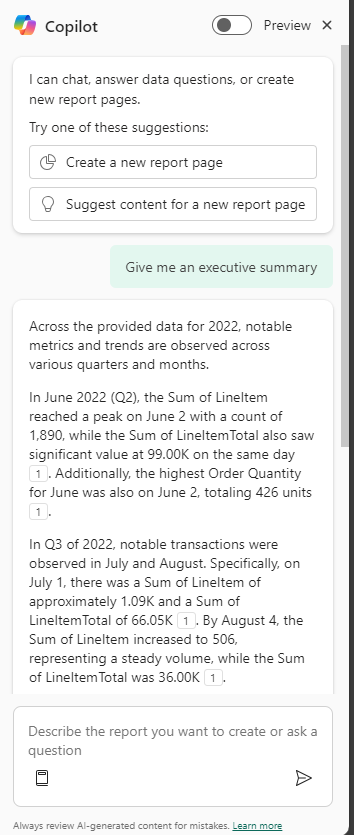 Copilot
Preview
I can chat, answer data questions, or create
new report pages.
Try one of these suggestions:
Create a new report page
Suggest content for a new report page
Give me an executive summary
Across the provided data for 2022, notable
metrics and trends are observed across
various quarters and months.
In June 2022 (Q2), the Sum of LineItem
reached a peak on June 2 with a count of
1,890, while the Sum of LineItemTotal also saw
significant value at 99.00K on the same day
1 . Additionally, the highest Order Quantity
for June was also on June 2, totaling 426 units
1 .
In Q3 of 2022, notable transactions were
observed in July and August. Specifically, on
July 1, there was a Sum of LineItem of
approximately 1.09K and a Sum of
LineItemTotal of 66.05K 1 . By August 4, the
Sum of LineItem increased to 506,
representing a steady volume, while the Sum
of LineItemTotal was 36.00K 1 .
Describe the report you want to create or ask a
question
Always review AI-generated content for mistakes. Learn more